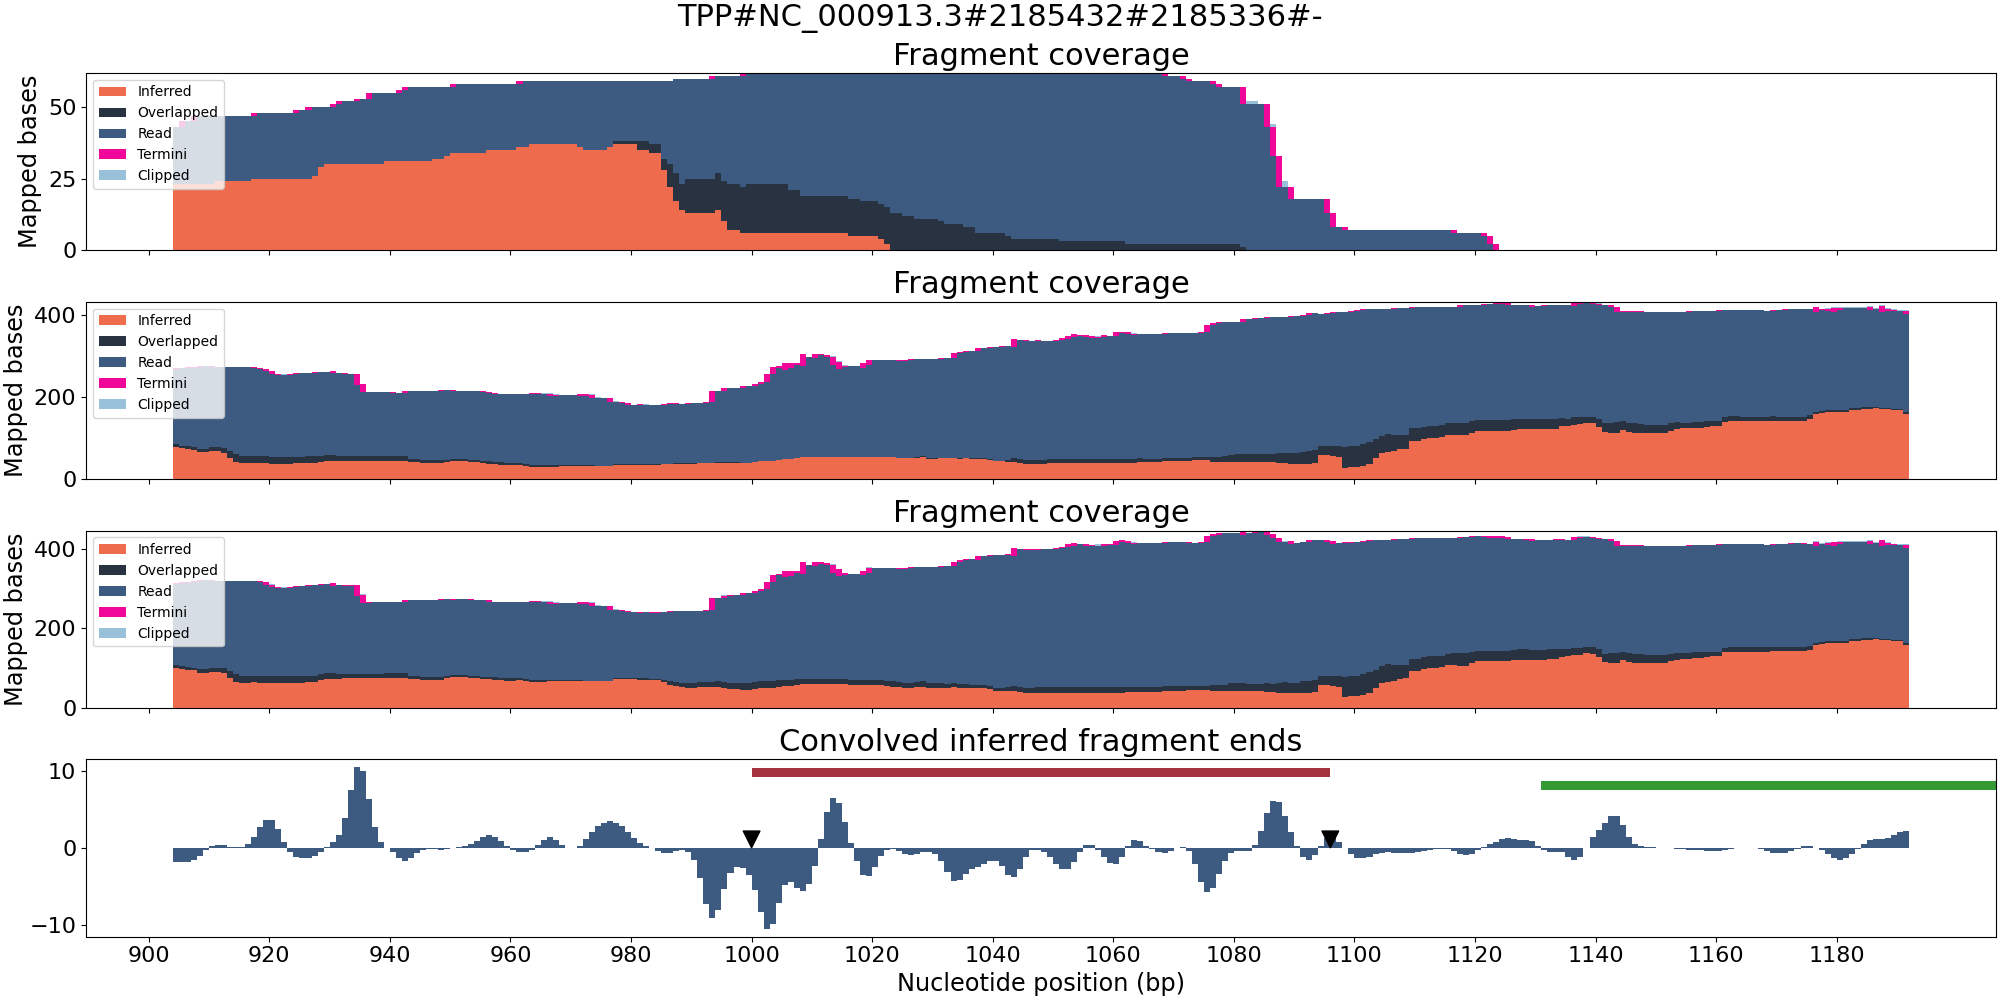 TPP#NC_000913.3#2185432#2185336#-
Fragment coverage
Mapped bases
50
25
0
Inferred
Overlapped
Read
Termini
Clipped
Fragment coverage
Mapped bases
400
200
0
Inferred
Overlapped
Read
Termini
Clipped
Fragment coverage
Mapped bases
400
200
0
Inferred
Overlapped
Read
Termini
Clipped
Convolved inferred fragment ends
10
0
−10
900 920 940 960 980 1000 1020 1040 1060 1080 1100 1120 1140 1160 1180
Nucleotide position (bp)